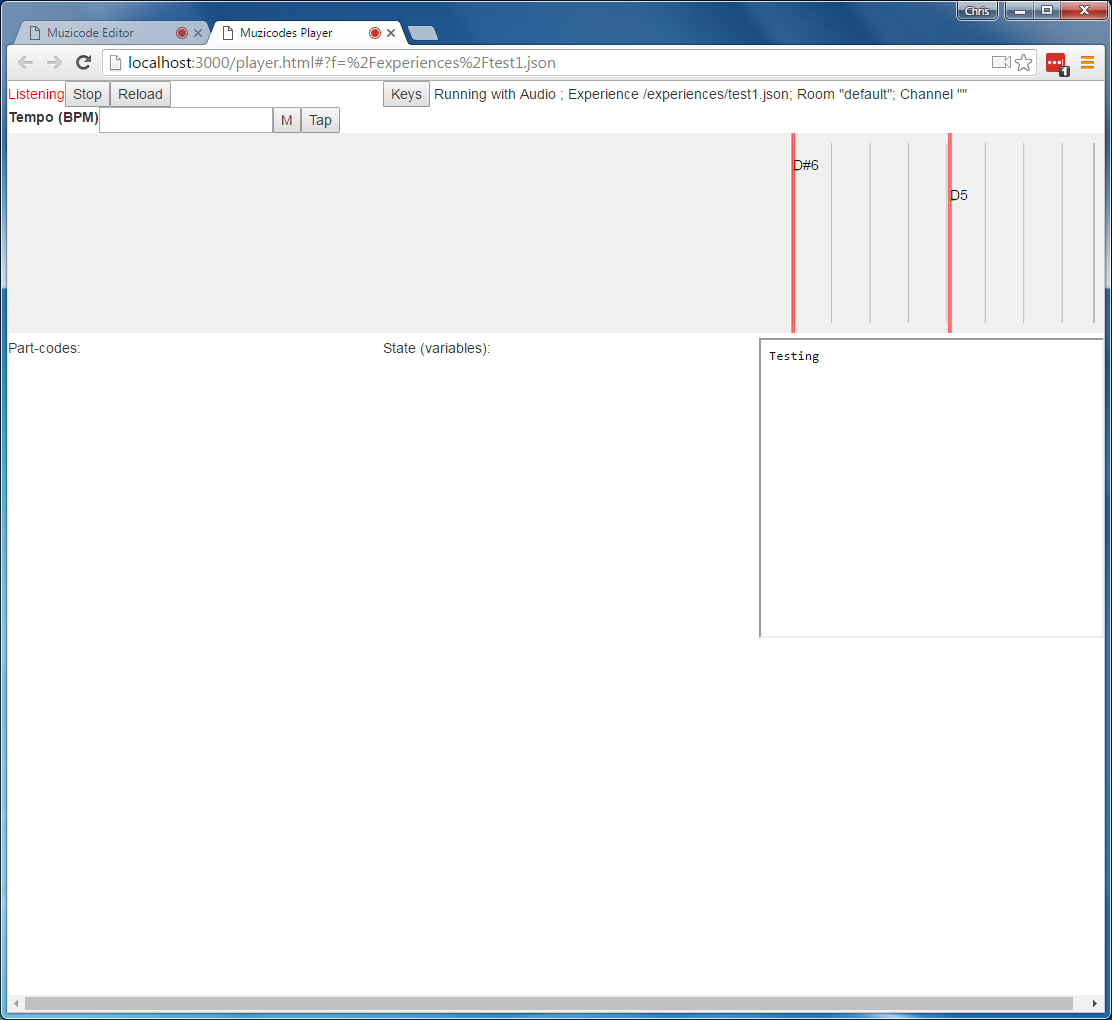 Chris
Muzicode Editor
Muzicodes Player
localhost:3000/player.html#?f=%2Fexperiences%2Ftest1.json
1
Listening Stop Reload Keys Running with Audio ; Experience /experiences/test1.json; Room "default"; Channel ""
Tempo (BPM) M Tap
D#6
D5
Part-codes: State (variables):
Testing